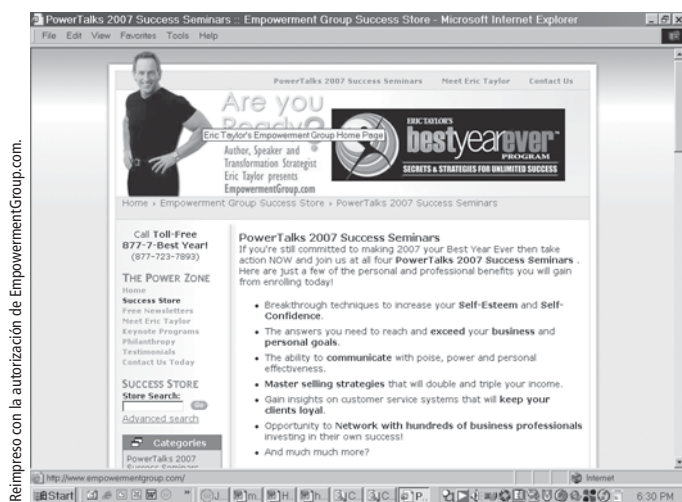 PowerTalks 2007 Success Seminars :: Empowerment Group Success Store - Microsoft Internet Explorer
File Edit View Favorites Tools Help
PowerTalks 2007 Success Seminars Meet Eric Taylor Contact Us
Are you
Ready?
Eric Taylor's Empowerment Group Home Page
Author, Speaker and
Transformation Strategist
Eric Taylor presents
EmpowermentGroup.com
ERIC TAYLOR'S
bestyearever™
PROGRAM
SECRETS & STRATEGIES FOR UNLIMITED SUCCESS
Home › Empowerment Group Success Store › PowerTalks 2007 Success Seminars
Call Toll-Free
877-7-Best Year!
(877-723-7893)
THE POWER ZONE
Home
Success Store
Free Newsletters
Meet Eric Taylor
Keynote Programs
Philanthropy
Testimonials
Contact Us Today
SUCCESS STORE
Store Search:
Go
Advanced search
Categories
PowerTalks 2007
Success Seminars
PowerTalks 2007 Success Seminars
If you're still committed to making 2007 your Best Year Ever then take
action NOW and join us at all four PowerTalks 2007 Success Seminars .
Here are just a few of the personal and professional benefits you will gain
from enrolling today!
• Breakthrough techniques to increase your Self-Esteem and Self-
Confidence.
• The answers you need to reach and exceed your business and
personal goals.
• The ability to communicate with poise, power and personal
effectiveness.
• Master selling strategies that will double and triple your income.
• Gain insights on customer service systems that will keep your
clients loyal.
• Opportunity to Network with hundreds of business professionals
investing in their own success!
• And much much more?
http://www.empowermentgroup.com/ Internet
Start 6:30 PM
Reimpreso con la autorización de EmpowermentGroup.com.